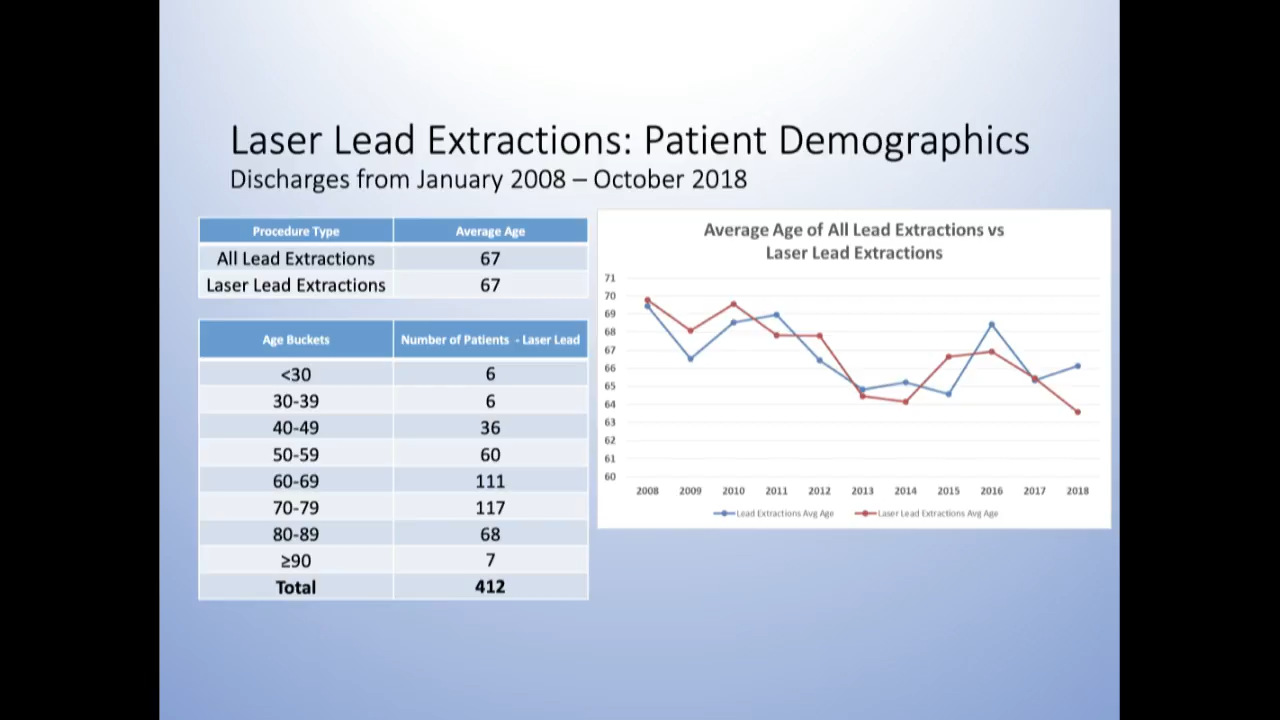 Laser Lead Extractions: Patient Demographics
Discharges from January 2008 – October 2018
Procedure Type Average Age
All Lead Extractions 67
Laser Lead Extractions 67
Age Buckets Number of Patients - Laser Lead
<30 6
30-39 6
40-49 36
50-59 60
60-69 111
70-79 117
80-89 68
≥90 7
Total 412
Average Age of All Lead Extractions vs
Laser Lead Extractions
71
70
69
68
67
66
65
64
63
62
61
60
2008 2009 2010 2011 2012 2013 2014 2015 2016 2017 2018
Lead Extractions Avg Age Laser Lead Extractions Avg Age